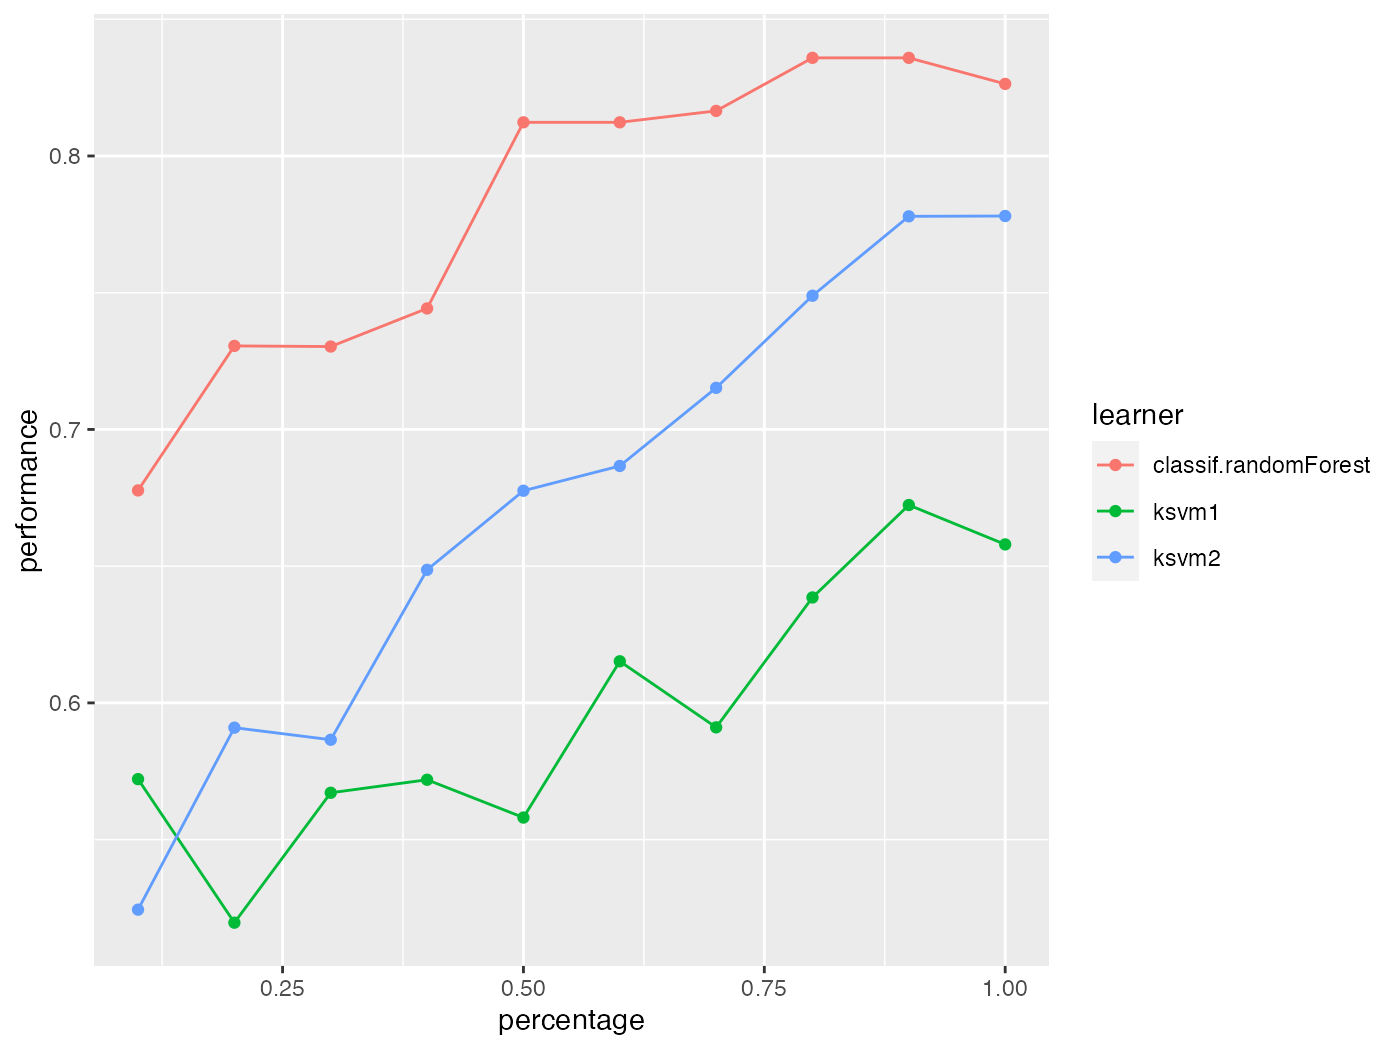 0.8
0.7
0.6
performance
0.25 0.50 0.75 1.00
percentage
learner
classif.randomForest
ksvm1
ksvm2